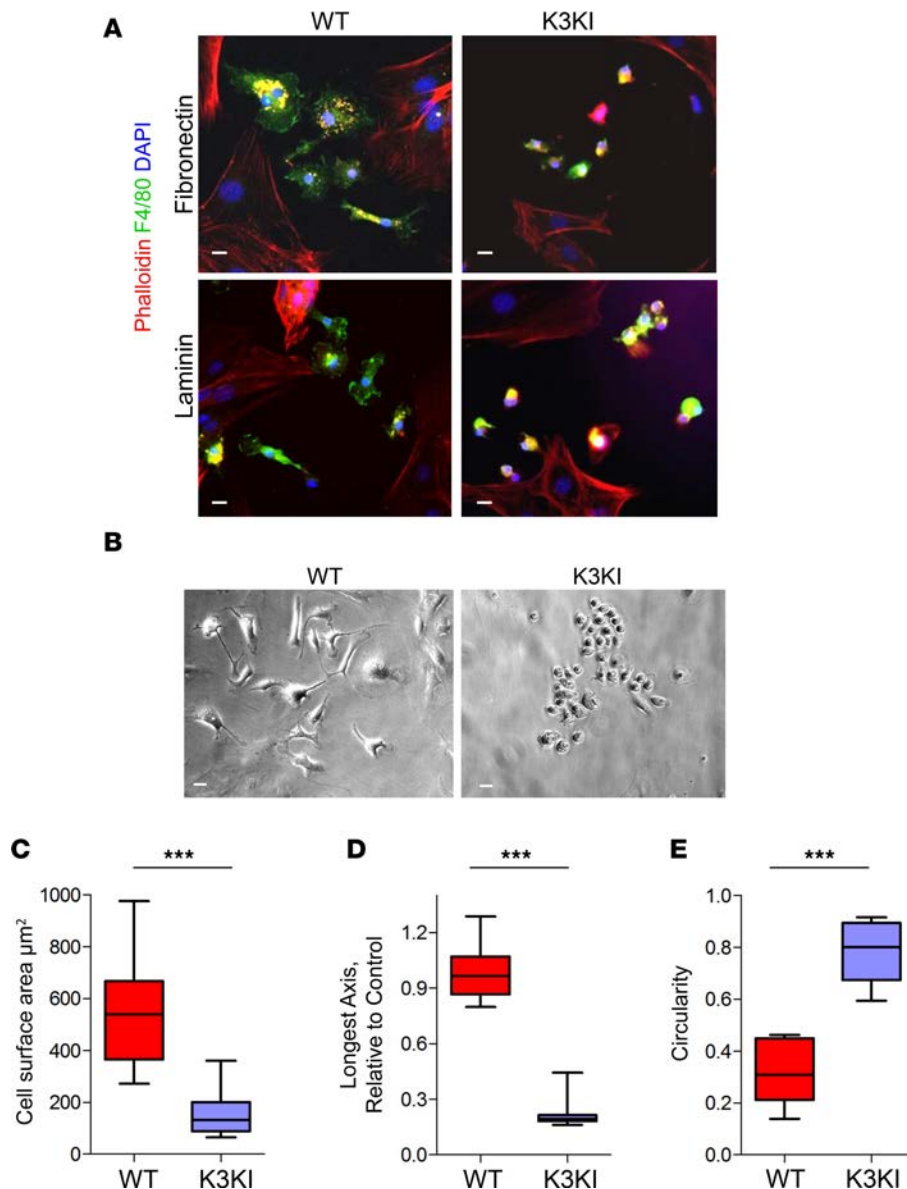 A
WT
K3KI
Phalloidin F4/80 DAPI
Fibronectin
Laminin
B
WT
K3KI
C
***
Cell surface area µm²
1000
800
600
400
200
0
WT
K3KI
D
***
Longest Axis,
Relative to Control
1.2
0.9
0.6
0.3
0.0
WT
K3KI
E
***
Circularity
1.0
0.8
0.6
0.4
0.2
0.0
WT
K3KI